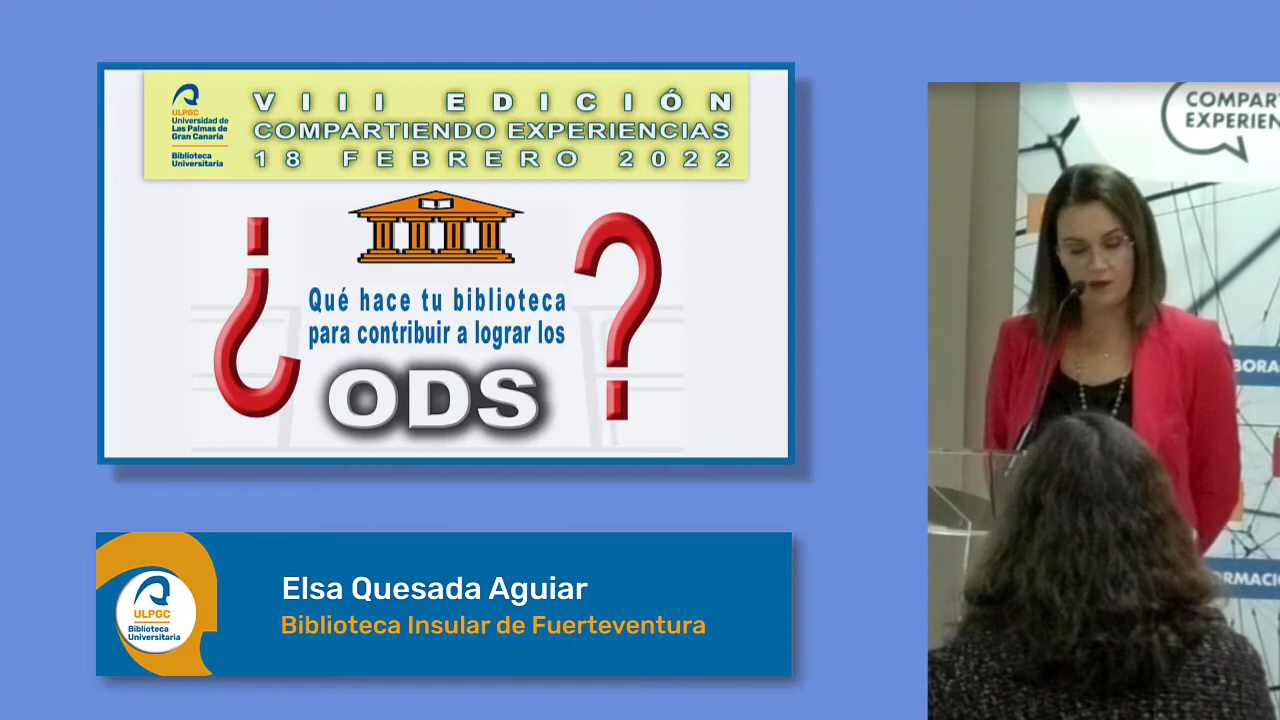 ULPGC
Universidad de
Las Palmas de
Gran Canaria
Biblioteca
Universitaria
VIII EDICIÓN
COMPARTIENDO EXPERIENCIAS
18 FEBRERO 2022
¿
Qué hace tu biblioteca
para contribuir a lograr los
ODS
?
ULPGC
Biblioteca
Universitaria
Elsa Quesada Aguiar
Biblioteca Insular de Fuerteventura
COMPART
EXPERIEN
BORA
ORMACIÓ